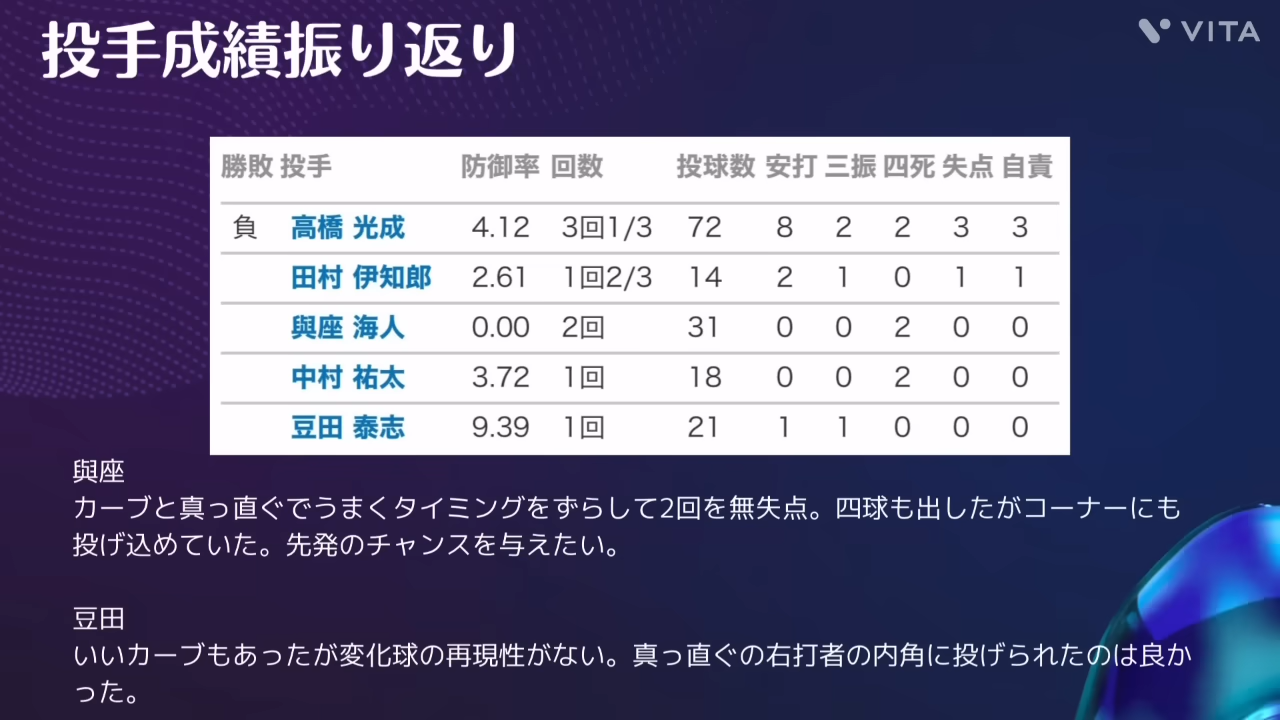 投手成績振り返り
VITA
勝敗 投手 防御率 回数 投球数 安打 三振 四死 失点 自責
負 高橋 光成 4.12 3回1/3 72 8 2 2 3 3
田村 伊知郎 2.61 1回2/3 14 2 1 0 1 1
與座 海人 0.00 2回 31 0 0 2 0 0
中村 祐太 3.72 1回 18 0 0 2 0 0
豆田 泰志 9.39 1回 21 1 1 0 0 0
與座
カーブと真っ直ぐでうまくタイミングをずらして2回を無失点。四球も出したがコーナーにも
投げ込めていた。先発のチャンスを与えたい。
豆田
いいカーブもあったが変化球の再現性がない。真っ直ぐの右打者の内角に投げられたのは良か
った。